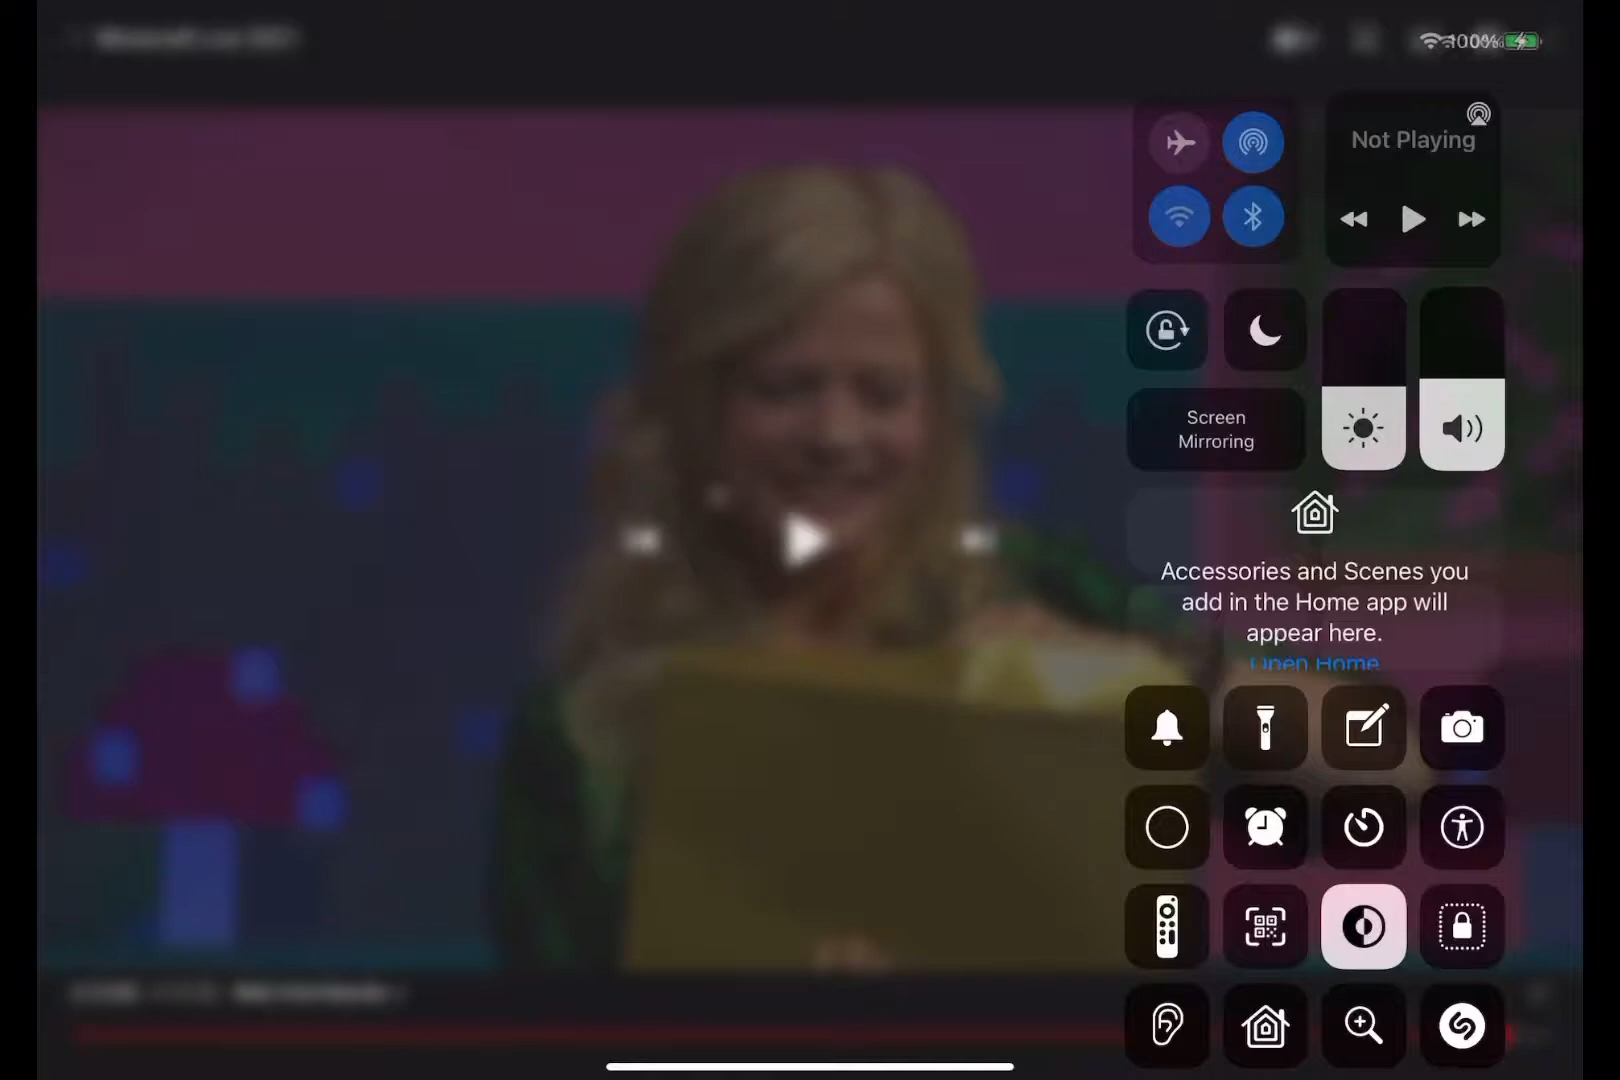 100%
Not Playing
Screen
Mirroring
Accessories and Scenes you
add in the Home app will
appear here.
Open Home